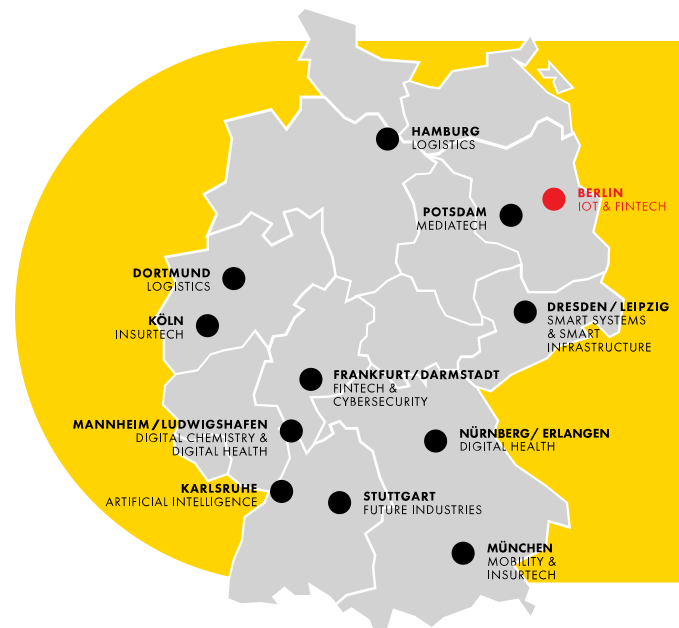 HAMBURG
LOGISTICS
BERLIN
IOT & FINTECH
POTSDAM
MEDIATECH
DORTMUND
LOGISTICS
DRESDEN / LEIPZIG
SMART SYSTEMS
& SMART
INFRASTRUCTURE
KÖLN
INSURTECH
FRANKFURT/DARMSTADT
FINTECH &
CYBERSECURITY
MANNHEIM / LUDWIGSHAFEN
DIGITAL CHEMISTRY &
DIGITAL HEALTH
NÜRNBERG/ ERLANGEN
DIGITAL HEALTH
KARLSRUHE
ARTIFICIAL INTELLIGENCE
STUTTGART
FUTURE INDUSTRIES
MÜNCHEN
MOBILITY &
INSURTECH